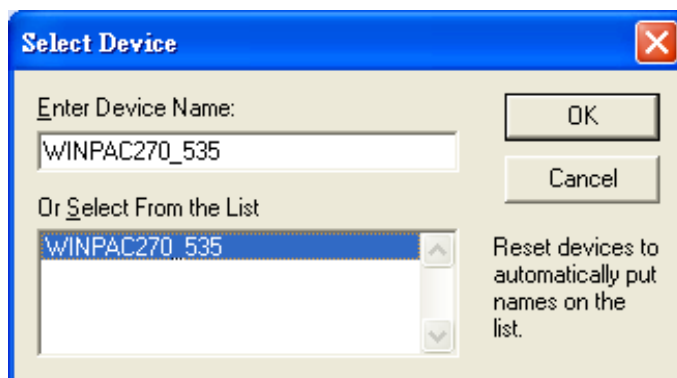 Select Device
Enter Device Name:
OK
WINPAC270_535
Cancel
Or Select From the List
WINPAC270_535
Reset devices to
automatically put
names on the
list.